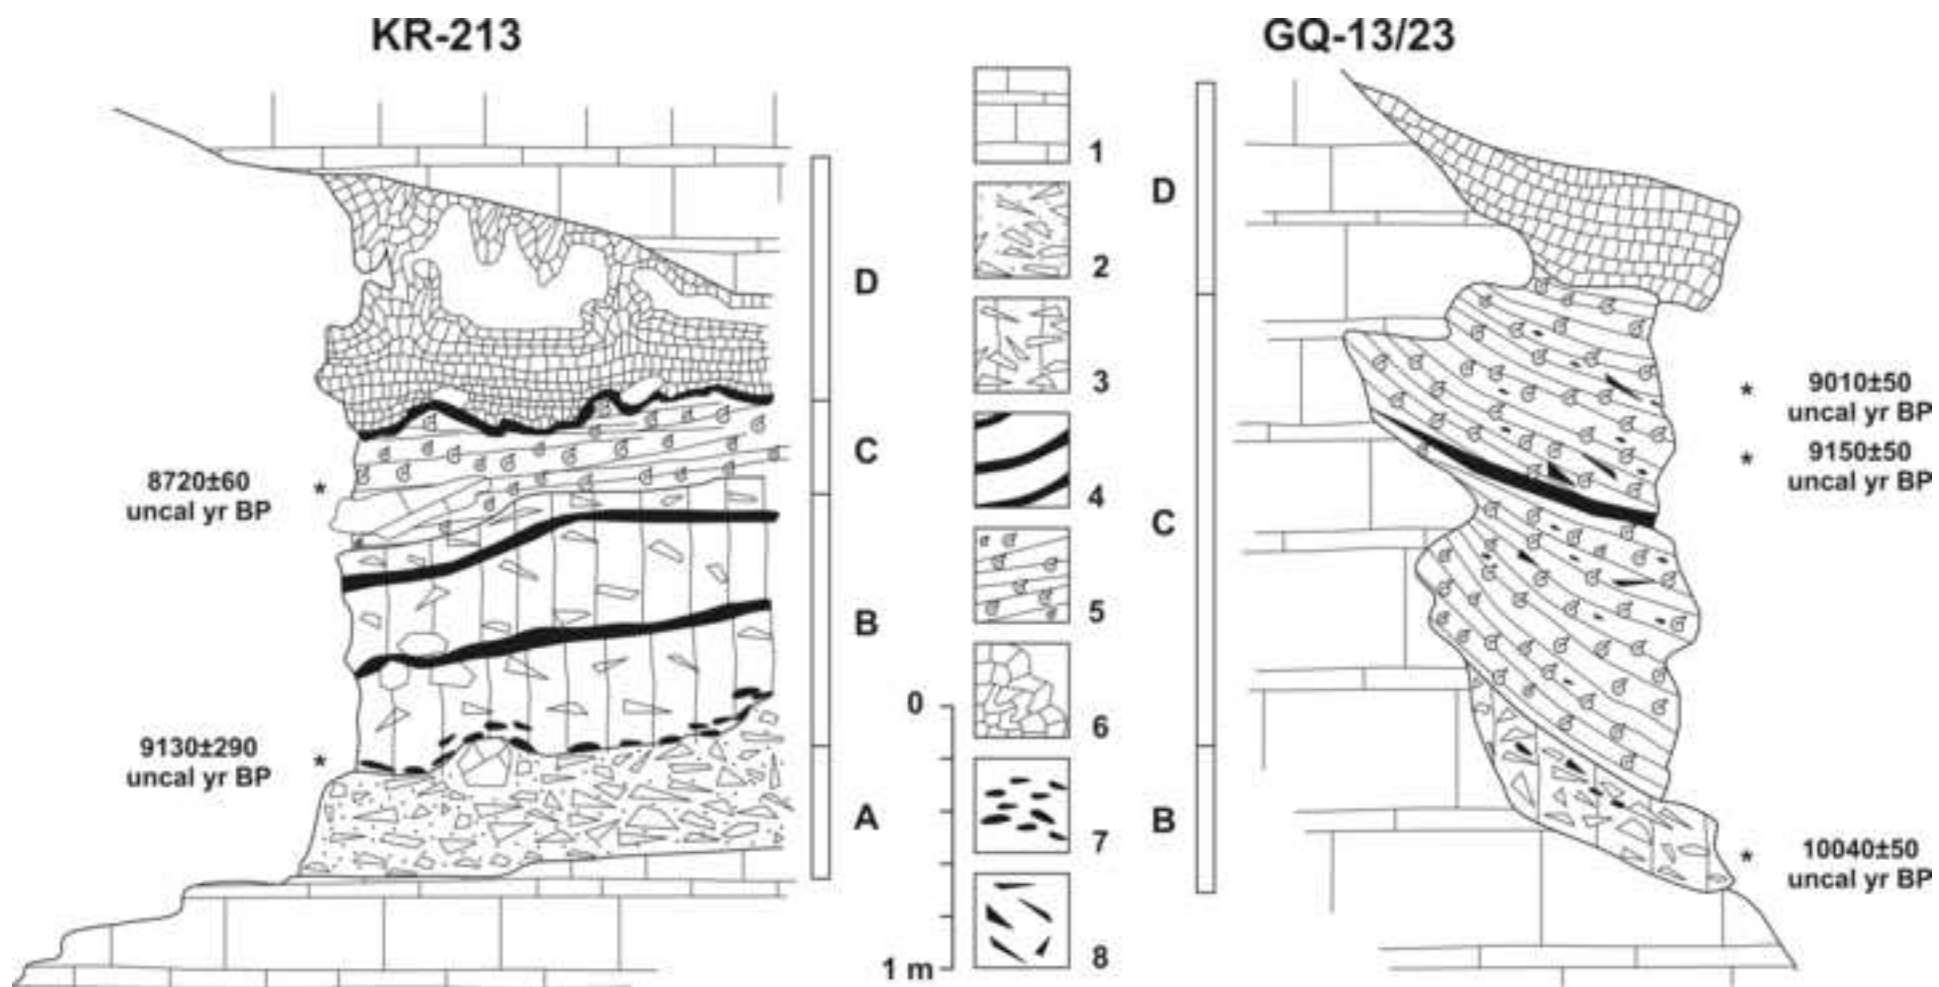 KR-213
GQ-13/23
1
2
3
4
5
6
7
8
D
C
B
A
8720±60
uncal yr BP
9130±290
uncal yr BP
0
1 m
D
C
B
9010±50
uncal yr BP
9150±50
uncal yr BP
10040±50
uncal yr BP
*
*
*
*
*